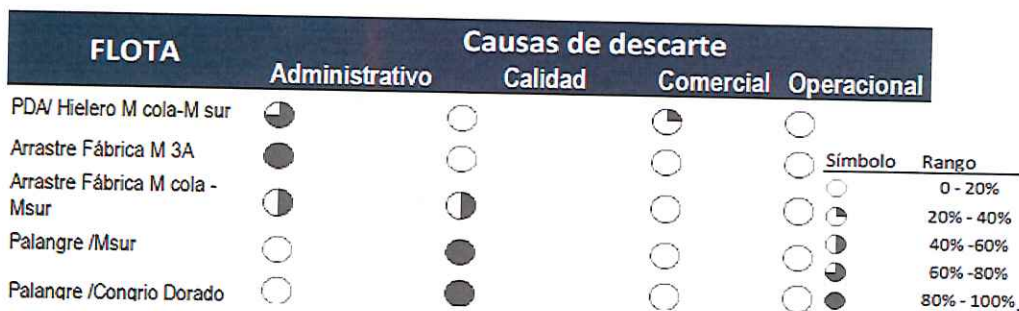 FLOTA
Causas de descarte
Administrativo Calidad Comercial Operacional
PDA/ Hielero M cola-M sur
Arrastre Fábrica M 3A
Arrastre Fábrica M cola -
Msur
Palangre /Msur
Palangre /Congrio Dorado
Símbolo Rango
0 - 20%
20% - 40%
40% -60%
60% -80%
80% - 100%.